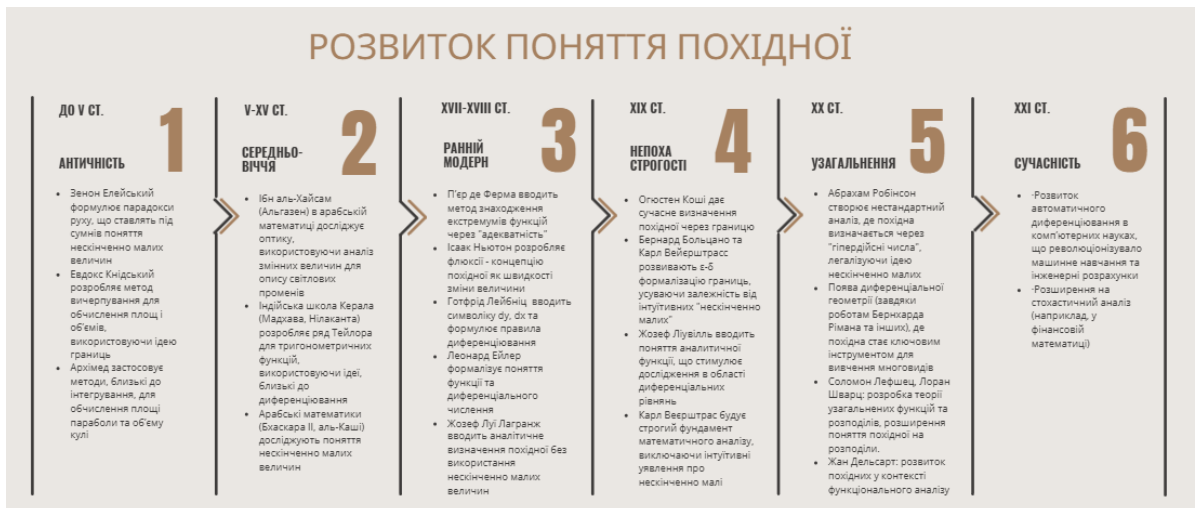 РОЗВИТОК ПОНЯТТЯ ПОХІДНОЇ
ДО V СТ.
1
АНТИЧНІСТЬ
• Зенон Елейський
формулює парадокси
руху, що ставлять під
сумнів поняття
нескінченно малих
величин
• Евдокс Кнідський
розробляє метод
вичерпування для
обчислення площ і
об'ємів,
використовуючи ідею
границь
• Архімед застосовує
методи, близькі до
інтегрування, для
обчислення площі
параболи та об'єму
кулі
V-XV СТ.
2
СЕРЕДНЬО-
ВІЧЧЯ
• Ібн аль-Хайсам
(Альгазен) в арабській
математиці досліджує
оптику,
використовуючи аналіз
змінних величин для
опису світлових
променів
• Індійська школа Керала
(Мадхава, Нілаканта)
розробляє ряд Тейлора
для тригонометричних
функцій,
використовуючи ідеї,
близькі до
диференціювання
• Арабські математики
(Бхаскара II, аль-Каші)
досліджують поняття
нескінченно малих
величин
XVII-XVIII СТ.
3
РАННІЙ
МОДЕРН
• П'єр де Ферма вводить
метод знаходження
екстремумів функцій
через "адекватність"
• Ісаак Ньютон розробляє
флюксії - концепцію
похідної як швидкості
зміни величини
• Готфрід Лейбніц вводить
символіку dy, dx та
формулює правила
диференціювання
• Леонард Ейлер
формалізує поняття
функції та
диференціального
числення
• Жозеф Луї Лагранж
вводить аналітичне
визначення похідної без
використання
нескінченно малих
величин
XIX СТ.
4
НЕПОХА
СТРОГОСТІ
• Огюстен Коші дає
сучасне визначення
похідної через границю
• Бернард Больцано та
Карл Вейєрштрасс
розвивають ε-δ
формалізацію границь,
усуваючи залежність від
інтуїтивних "нескінченно
малих"
• Жозеф Ліувілль вводить
поняття аналитичної
функції, що стимулює
дослідження в області
диференціальних
рівнянь
• Карл Веєрштрас будує
строгий фундамент
математичного аналізу,
виключаючи інтуїтивні
уявлення про
нескінченно малі
XX СТ.
5
УЗАГАЛЬНЕННЯ
• Абрахам Робінсон
створює нестандартний
аналіз, де похідна
визначається через
"гіпердійсні числа",
легалізуючи ідею
нескінченно малих
• Поява диференціальної
геометрії (завдяки
роботам Бернхарда
Рімана та інших), де
похідна стає ключовим
інструментом для
вивчення многовидів
• Соломон Лефшец, Лоран
Шварц: розробка теорії
узагальнених функцій та
розподілів, розширення
поняття похідної на
розподіли.
• Жан Дельсарт: розвиток
похідних у контексті
функціонального аналізу
XXI СТ.
6
СУЧАСНІСТЬ
• ·Розвиток
автоматичного
диференціювання в
комп'ютерних науках,
що революціонізувало
машинне навчання та
інженерні розрахунки
• ·Розширення на
стохастичний аналіз
(наприклад, у
фінансовій
математиці)